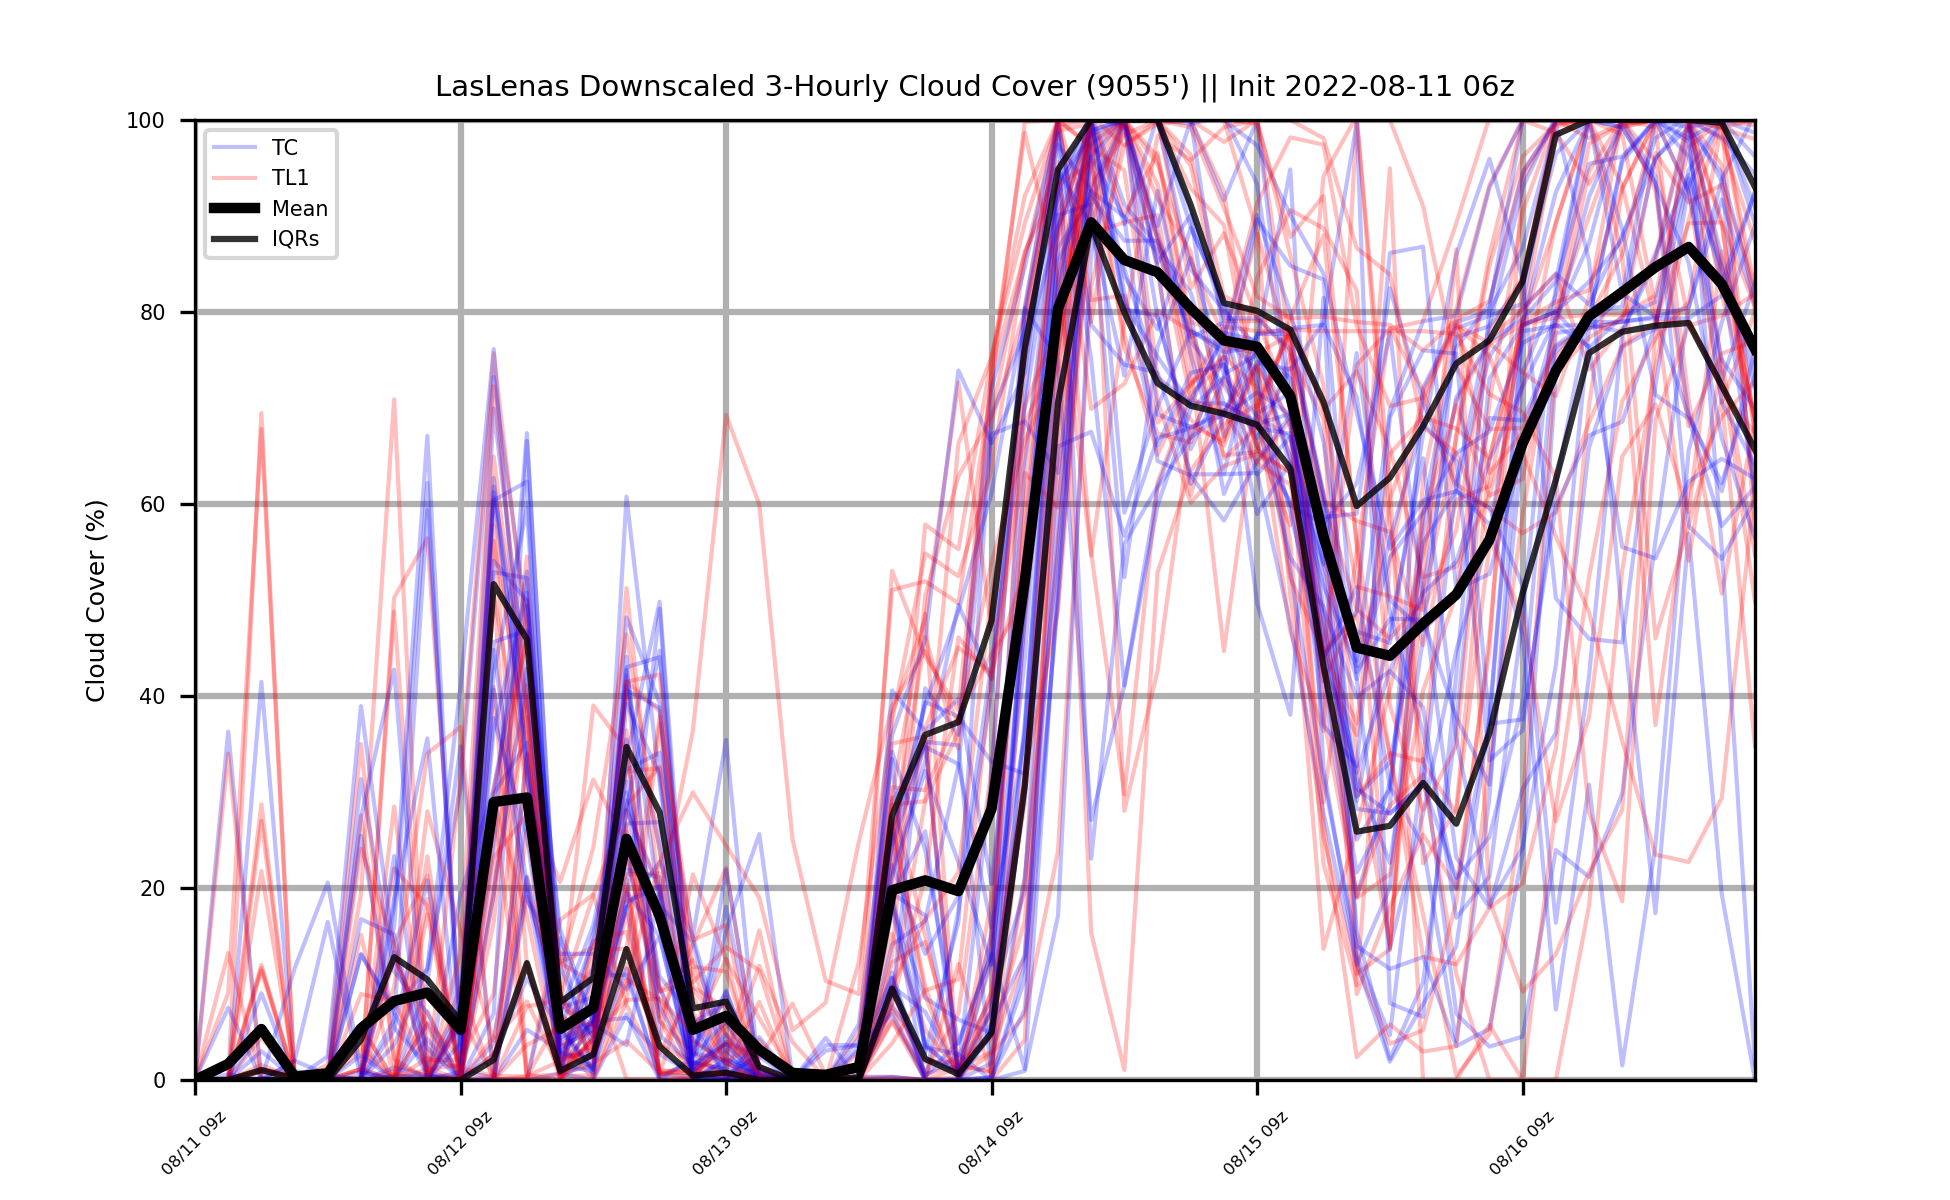 LasLenas Downscaled 3-Hourly Cloud Cover (9055') || Init 2022-08-11 06z
100
80
60
40
20
0
Cloud Cover (%)
TC
TL1
Mean
IQRs
08/11 09z
08/12 09z
08/13 09z
08/14 09z
08/15 09z
08/16 09z